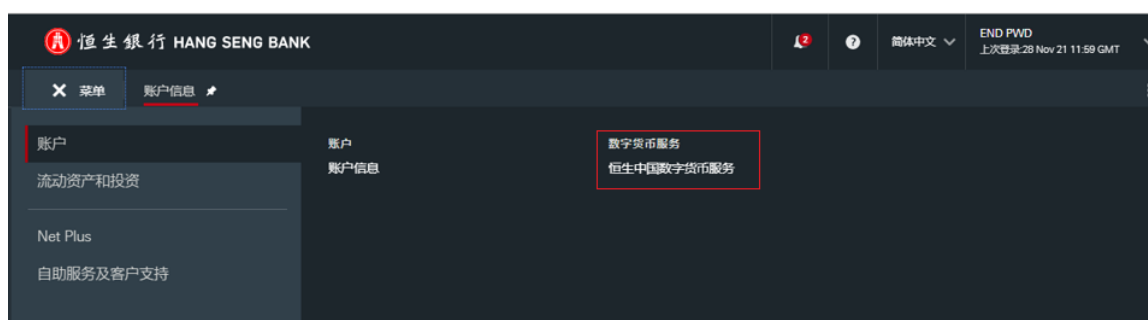 恒生銀行 HANG SENG BANK
2
?
简体中文
END PWD
上次登录:28 Nov 21 11:59 GMT
菜单
账户信息
账户
流动资产和投资
Net Plus
自助服务及客户支持
账户
账户信息
数字货币服务
恒生中国数字货币服务